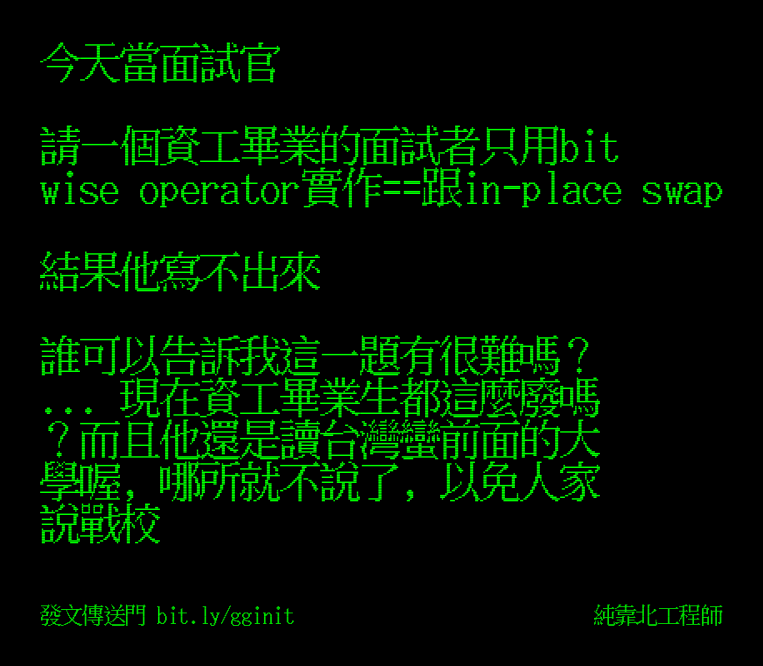 今天當面試官
請一個資工畢業的面試者只用bit
wise operator實作==跟in-place swap
結果他寫不出來
誰可以告訴我這一題有很難嗎？
... 現在資工畢業生都這麼廢嗎
？而且他還是讀台灣蠻前面的大
學喔, 哪所就不說了, 以免人家
說戰校
發文傳送門 bit.ly/gginit
純靠北工程師